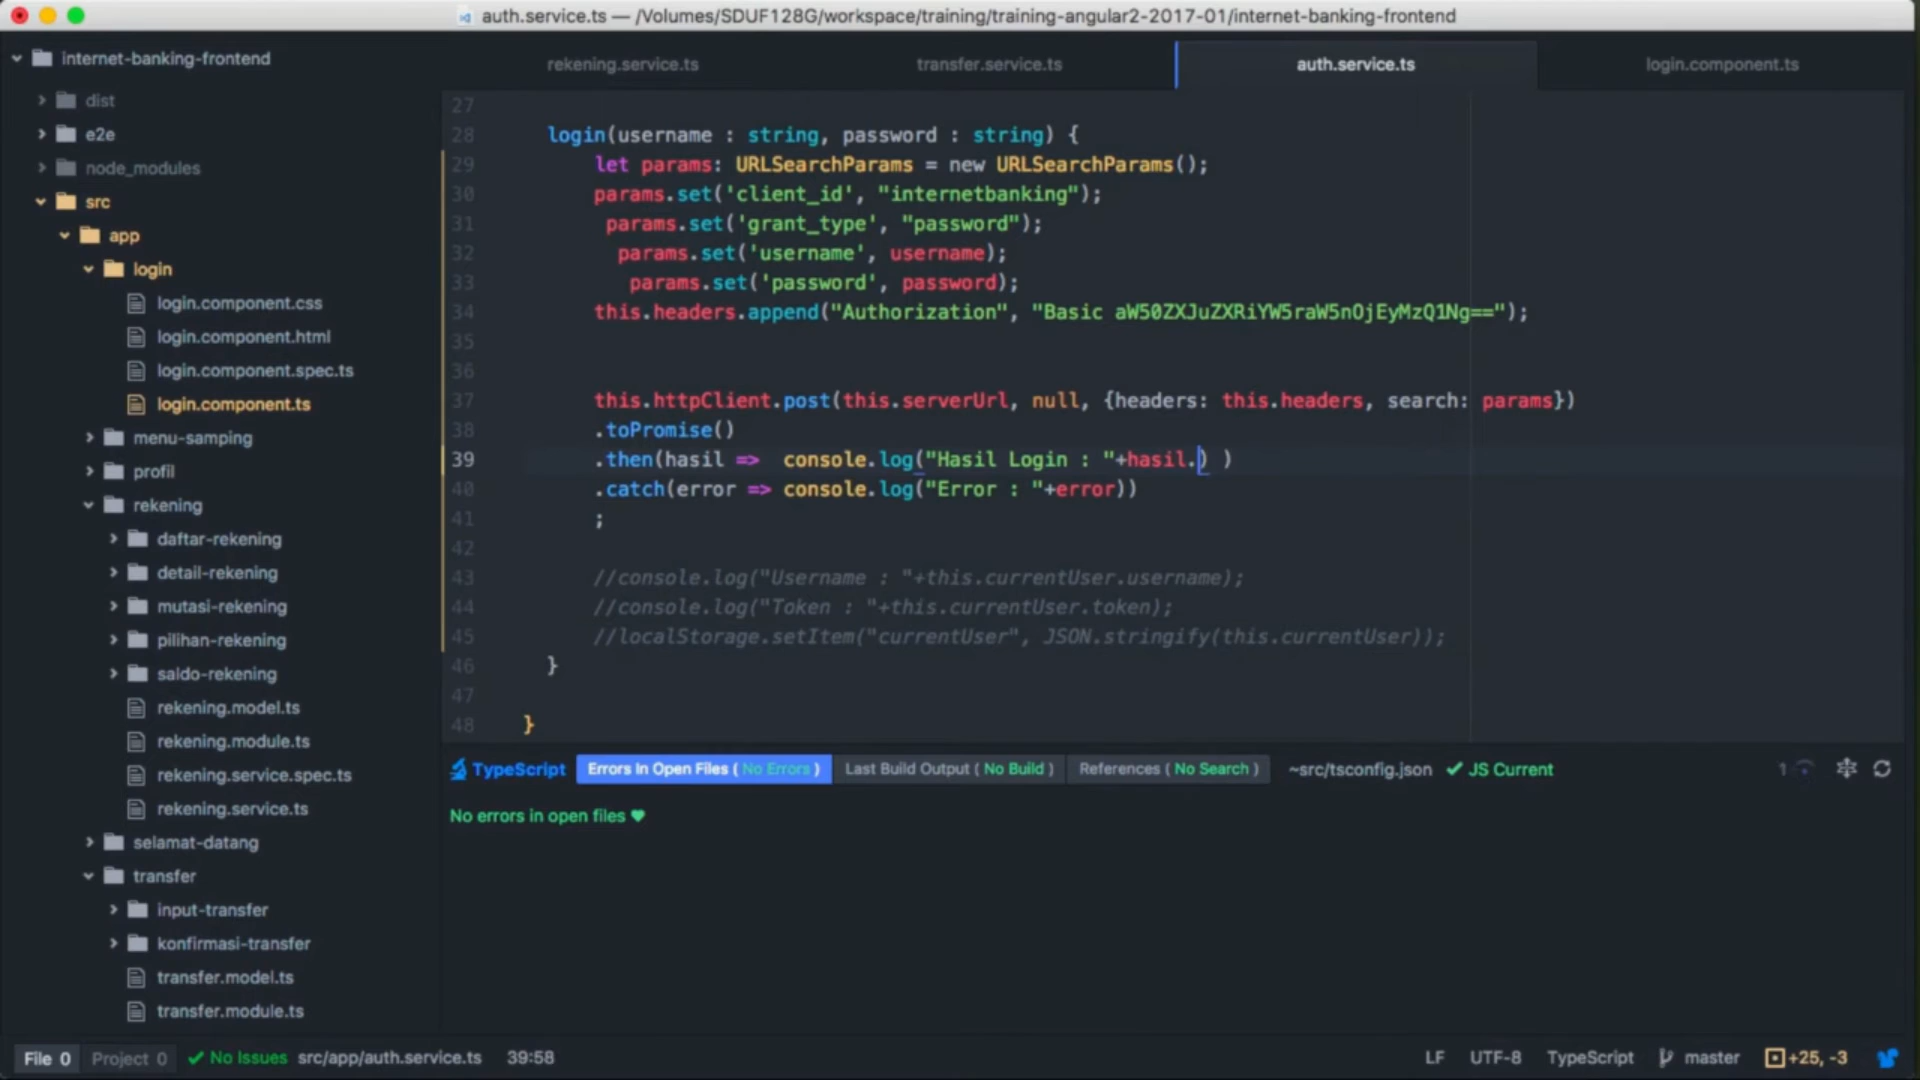 auth.service.ts — /Volumes/SDUF128G/workspace/training/training-angular2-2017-01/internet-banking-frontend
internet-banking-frontend
dist
e2e
node_modules
src
app
login
login.component.css
login.component.html
login.component.spec.ts
login.component.ts
menu-samping
profil
rekening
daftar-rekening
detail-rekening
mutasi-rekening
pilihan-rekening
saldo-rekening
rekening.model.ts
rekening.module.ts
rekening.service.spec.ts
rekening.service.ts
selamat-datang
transfer
input-transfer
konfirmasi-transfer
transfer.model.ts
transfer.module.ts
rekening.service.ts transfer.service.ts auth.service.ts login.component.ts
27
28 login(username : string, password : string) {
29 let params: URLSearchParams = new URLSearchParams();
30 params.set('client_id', "internetbanking");
31 params.set('grant_type', "password");
32 params.set('username', username);
33 params.set('password', password);
34 this.headers.append("Authorization", "Basic aW50ZXJuZXRiYW5raW5nOjEyMzQ1Ng==");
35
36
37 this.httpClient.post(this.serverUrl, null, {headers: this.headers, search: params})
38 .toPromise()
39 .then(hasil => console.log("Hasil Login : "+hasil.) )
40 .catch(error => console.log("Error : "+error))
41 ;
42
43 //console.log("Username : "+this.currentUser.username);
44 //console.log("Token : "+this.currentUser.token);
45 //localStorage.setItem("currentUser", JSON.stringify(this.currentUser));
46 }
47
48 }
TypeScript Errors In Open Files ( No Errors ) Last Build Output ( No Build ) References ( No Search ) ~src/tsconfig.json JS Current 1
No errors in open files
File 0 Project 0 No Issues src/app/auth.service.ts 39:58 LF UTF-8 TypeScript master +25, -3